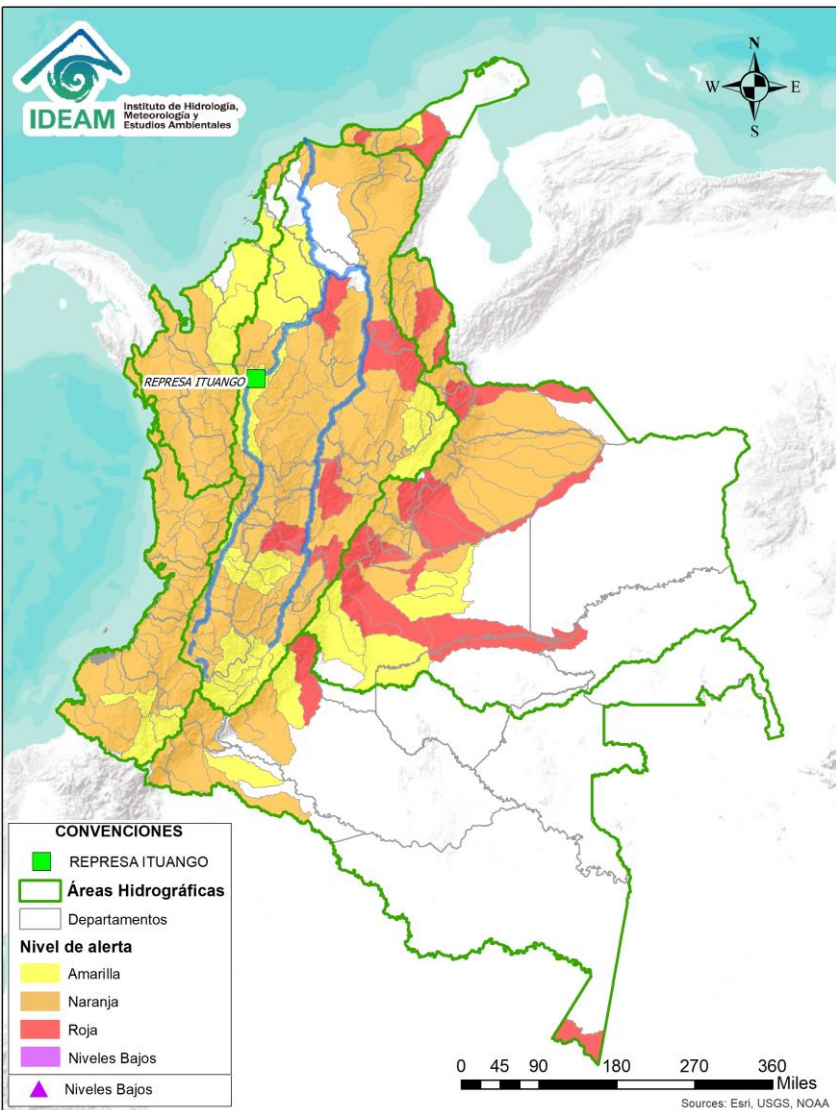 IDEAM
Instituto de Hidrología,
Meteorología y
Estudios Ambientales
N
W
E
S
REPRESA ITUANGO
CONVENCIONES
REPRESA ITUANGO
Áreas Hidrográficas
Departamentos
Nivel de alerta
Amarilla
Naranja
Roja
Niveles Bajos
Niveles Bajos
0 45 90 180 270 360
Miles
Sources: Esri, USGS, NOAA